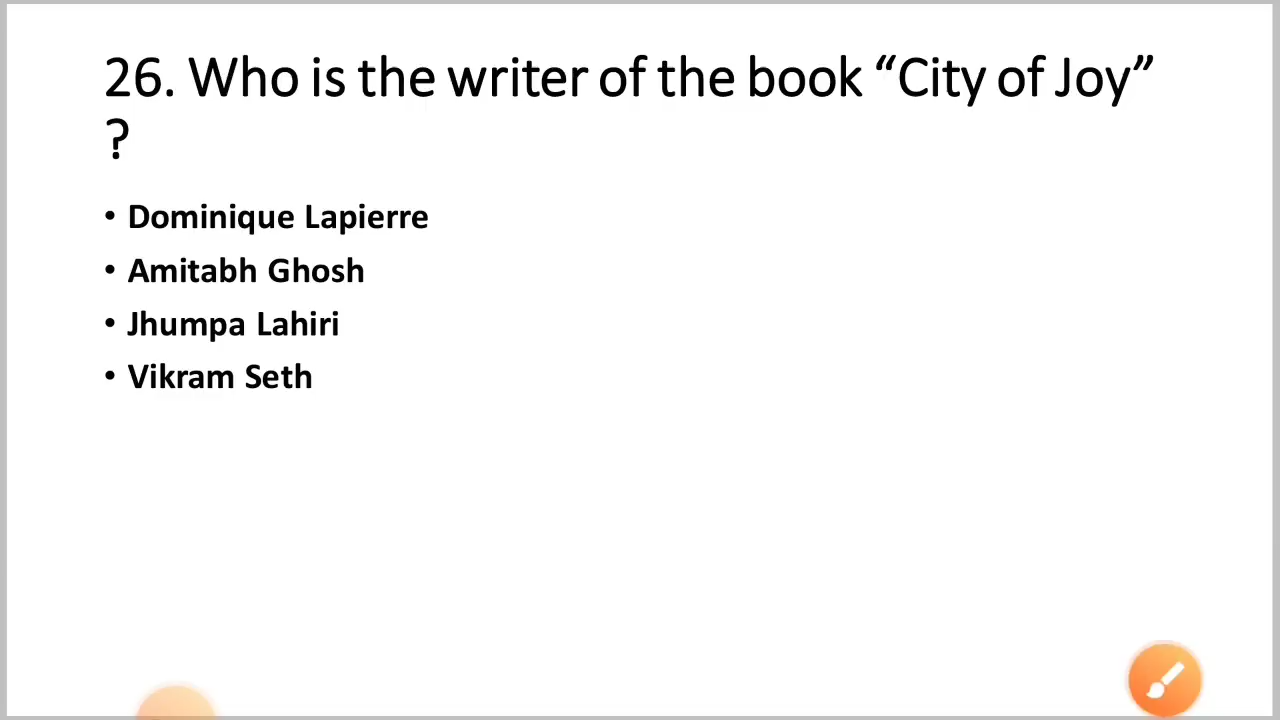 26. Who is the writer of the book “City of Joy”
?
• Dominique Lapierre
• Amitabh Ghosh
• Jhumpa Lahiri
• Vikram Seth